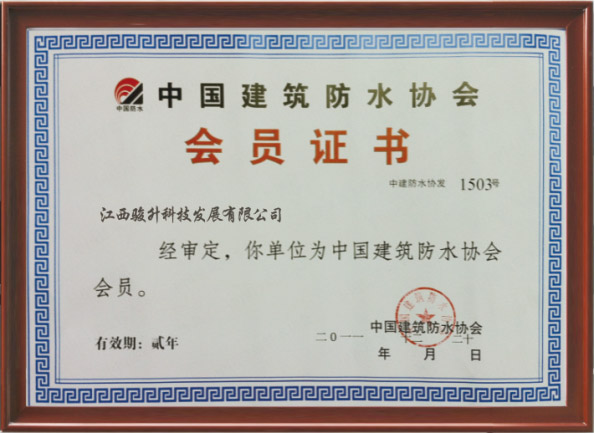 中国建筑防水协会
中国防水
会员证书
中建防水协发 1503号
江西骏升科技发展有限公司
经审定，你单位为中国建筑防水协会
会员。
中国建筑防水协会
有效期：贰年
二〇一一 二十
年 月 日